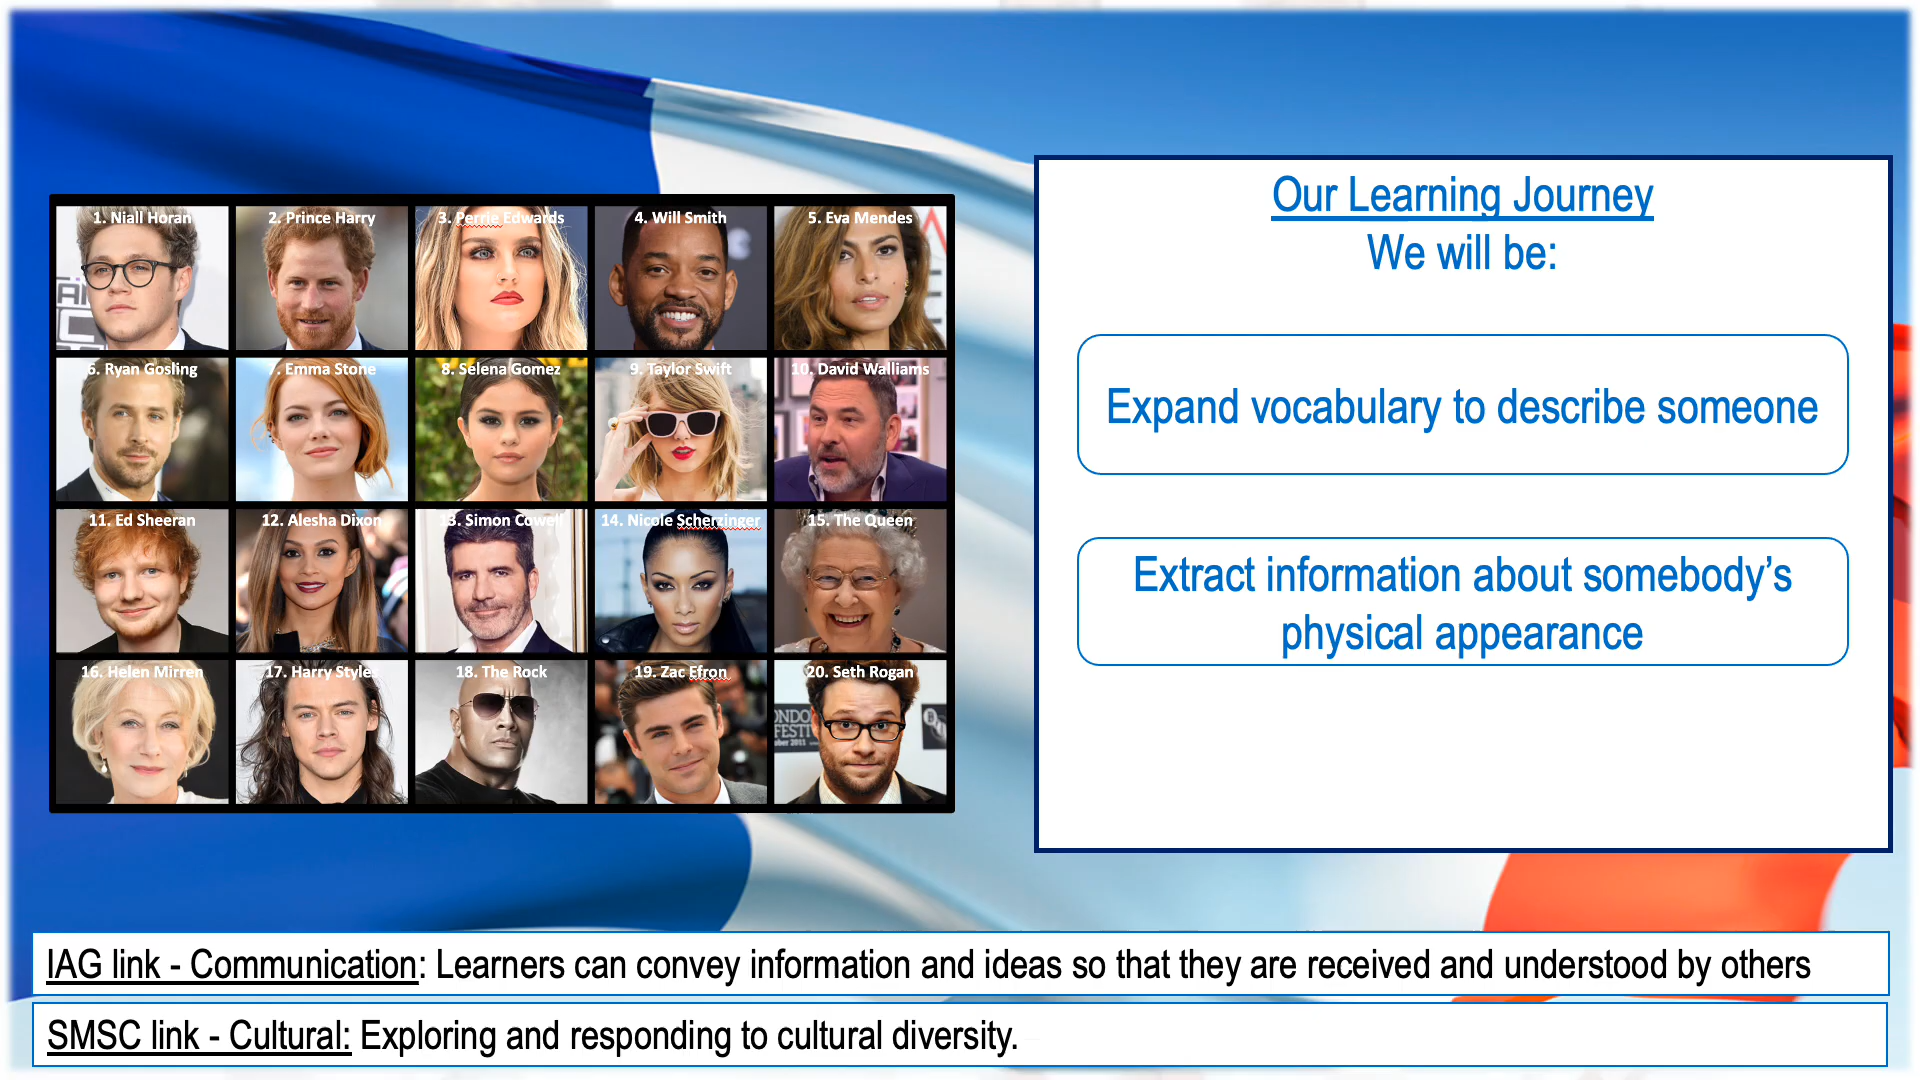 1. Niall Horan
2. Prince Harry
3. Perrie Edwards
4. Will Smith
5. Eva Mendes
6. Ryan Gosling
7. Emma Stone
8. Selena Gomez
9. Taylor Swift
10. David Walliams
11. Ed Sheeran
12. Alesha Dixon
13. Simon Cowell
14. Nicole Scherzinger
15. The Queen
16. Helen Mirren
17. Harry Styles
18. The Rock
19. Zac Efron
20. Seth Rogan
Our Learning Journey
We will be:
Expand vocabulary to describe someone
Extract information about somebody’s
physical appearance
IAG link - Communication: Learners can convey information and ideas so that they are received and understood by others
SMSC link - Cultural: Exploring and responding to cultural diversity.